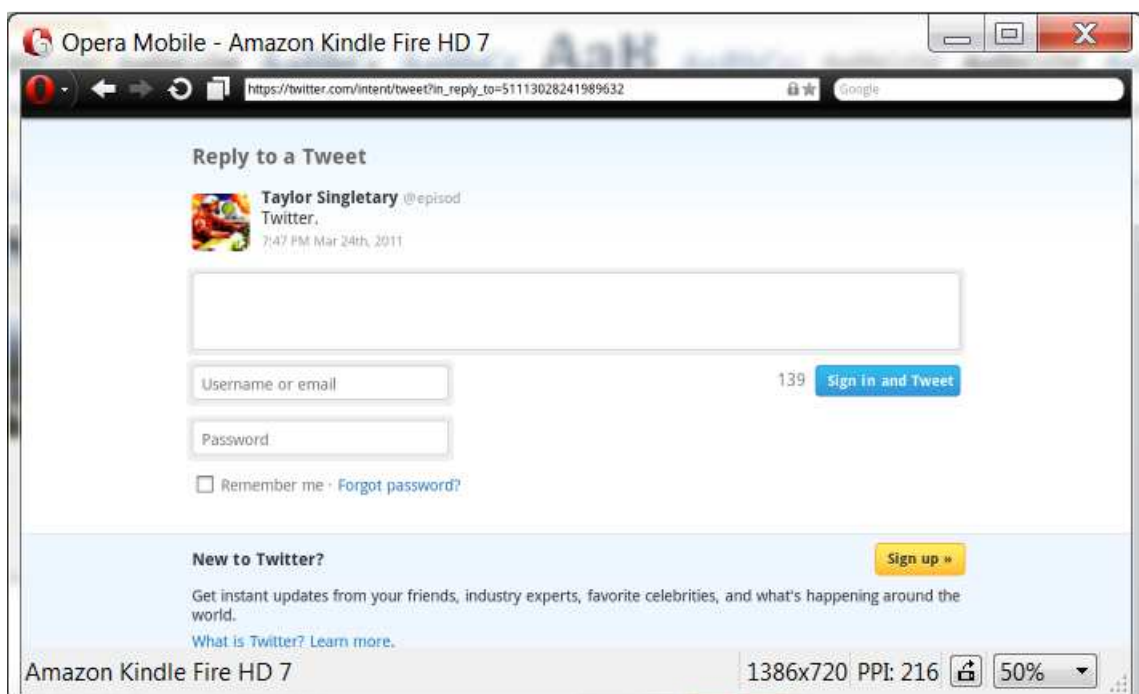 Opera Mobile - Amazon Kindle Fire HD 7
AaB
https://twitter.com/intent/tweet?in_reply_to=51113028241989632
Google
Reply to a Tweet
Taylor Singletary @episod
Twitter.
7:47 PM Mar 24th, 2011
Username or email
139 Sign in and Tweet
Password
Remember me · Forgot password?
New to Twitter?
Sign up »
Get instant updates from your friends, industry experts, favorite celebrities, and what's happening around the
world.
What is Twitter? Learn more.
Amazon Kindle Fire HD 7
1386x720 PPI: 216 50%